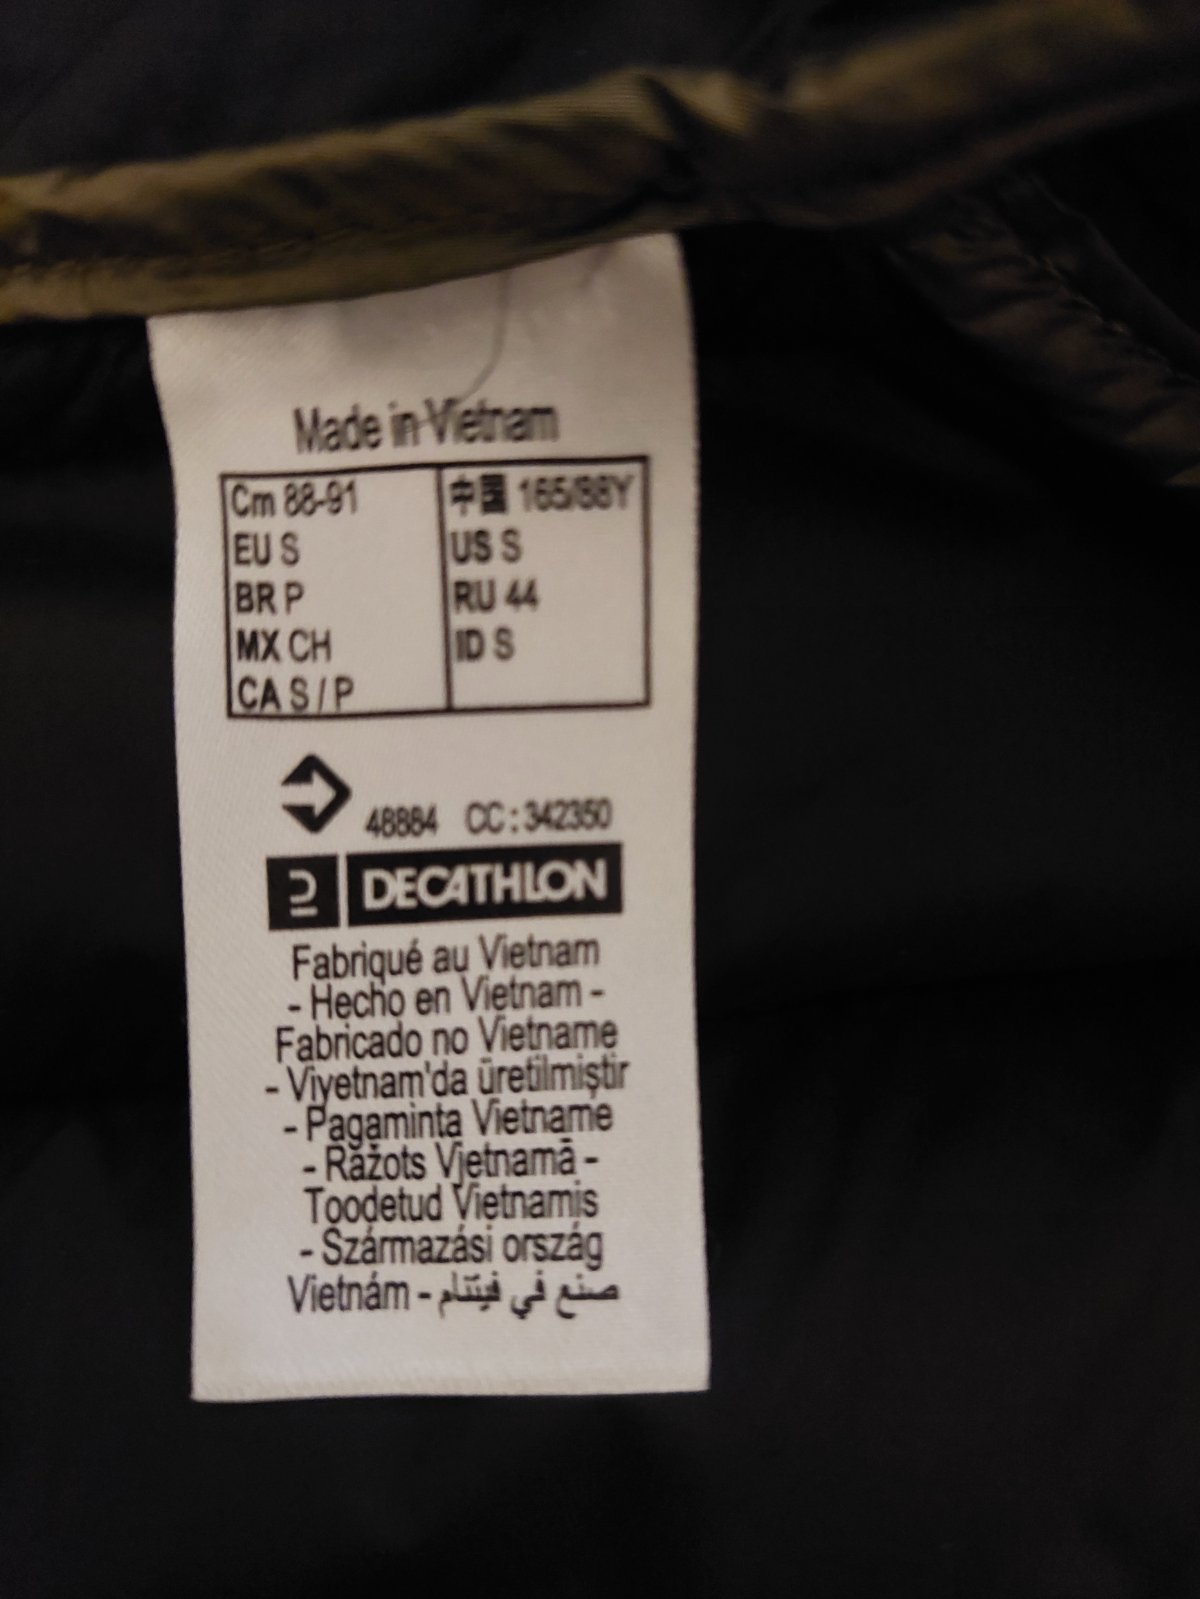 Made in Vietnam
Cm 88-91
EU S
BR P
MX CH
CA S / P
中国 165/88Y
US S
RU 44
ID S
48884 CC : 342350
DECATHLON
Fabriqué au Vietnam
- Hecho en Vietnam -
Fabricado no Vietname
- Viyetnam'da üretilmiştir
- Pagaminta Vietname
- Ražots Vjetnamā -
Toodetud Vietnamis
- Származási ország
Vietnám - صنع في فيتنام